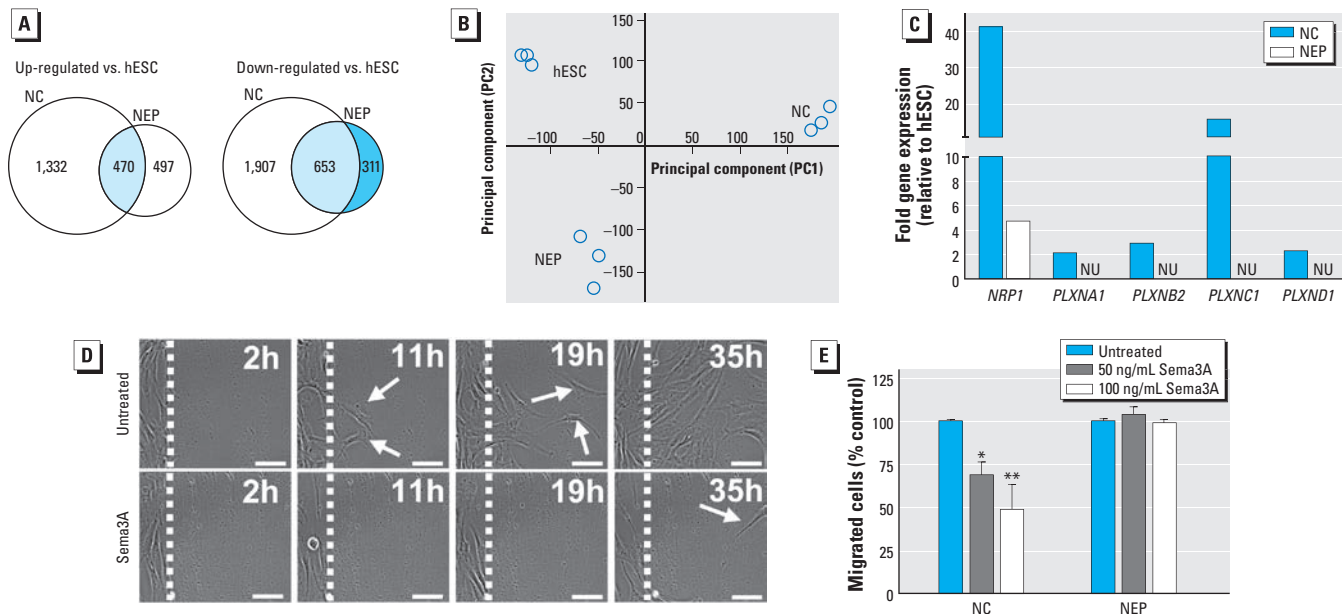 A
Up-regulated vs. hESC
NC
NEP
1,332
470
497
Down-regulated vs. hESC
NC
NEP
1,907
653
311
B
Principal component (PC2)
150
100
50
−50
−100
−150
−100
−50
0
50
100
150
Principal component (PC1)
hESC
NC
NEP
C
Fold gene expression
(relative to hESC)
40
20
10
8
6
4
2
0
NC
NEP
NU
NU
NU
NU
NRP1
PLXNA1
PLXNB2
PLXNC1
PLXND1
D
Untreated
2h
11h
19h
35h
Sema3A
2h
11h
19h
35h
E
Migrated cells (% control)
125
100
75
50
25
0
Untreated
50 ng/mL Sema3A
100 ng/mL Sema3A
*
**
NC
NEP